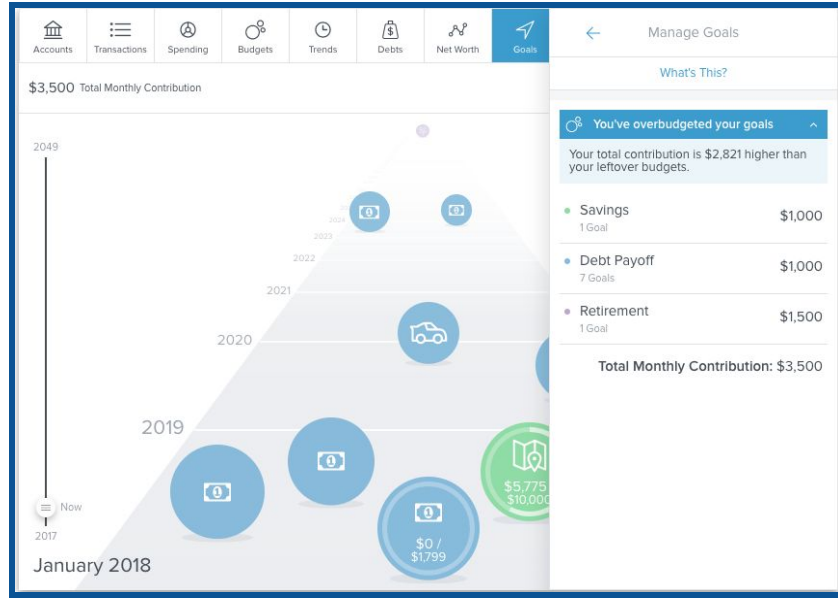 Accounts
Transactions
Spending
Budgets
Trends
Debts
Net Worth
Goals
$3,500 Total Monthly Contribution
2049
2024
2023
2022
2021
2020
2019
Now
2017
January 2018
$5,775
$10,000
$0 /
$1,799
Manage Goals
What's This?
You've overbudgeted your goals
Your total contribution is $2,821 higher than
your leftover budgets.
Savings $1,000
1 Goal
Debt Payoff $1,000
7 Goals
Retirement $1,500
1 Goal
Total Monthly Contribution: $3,500